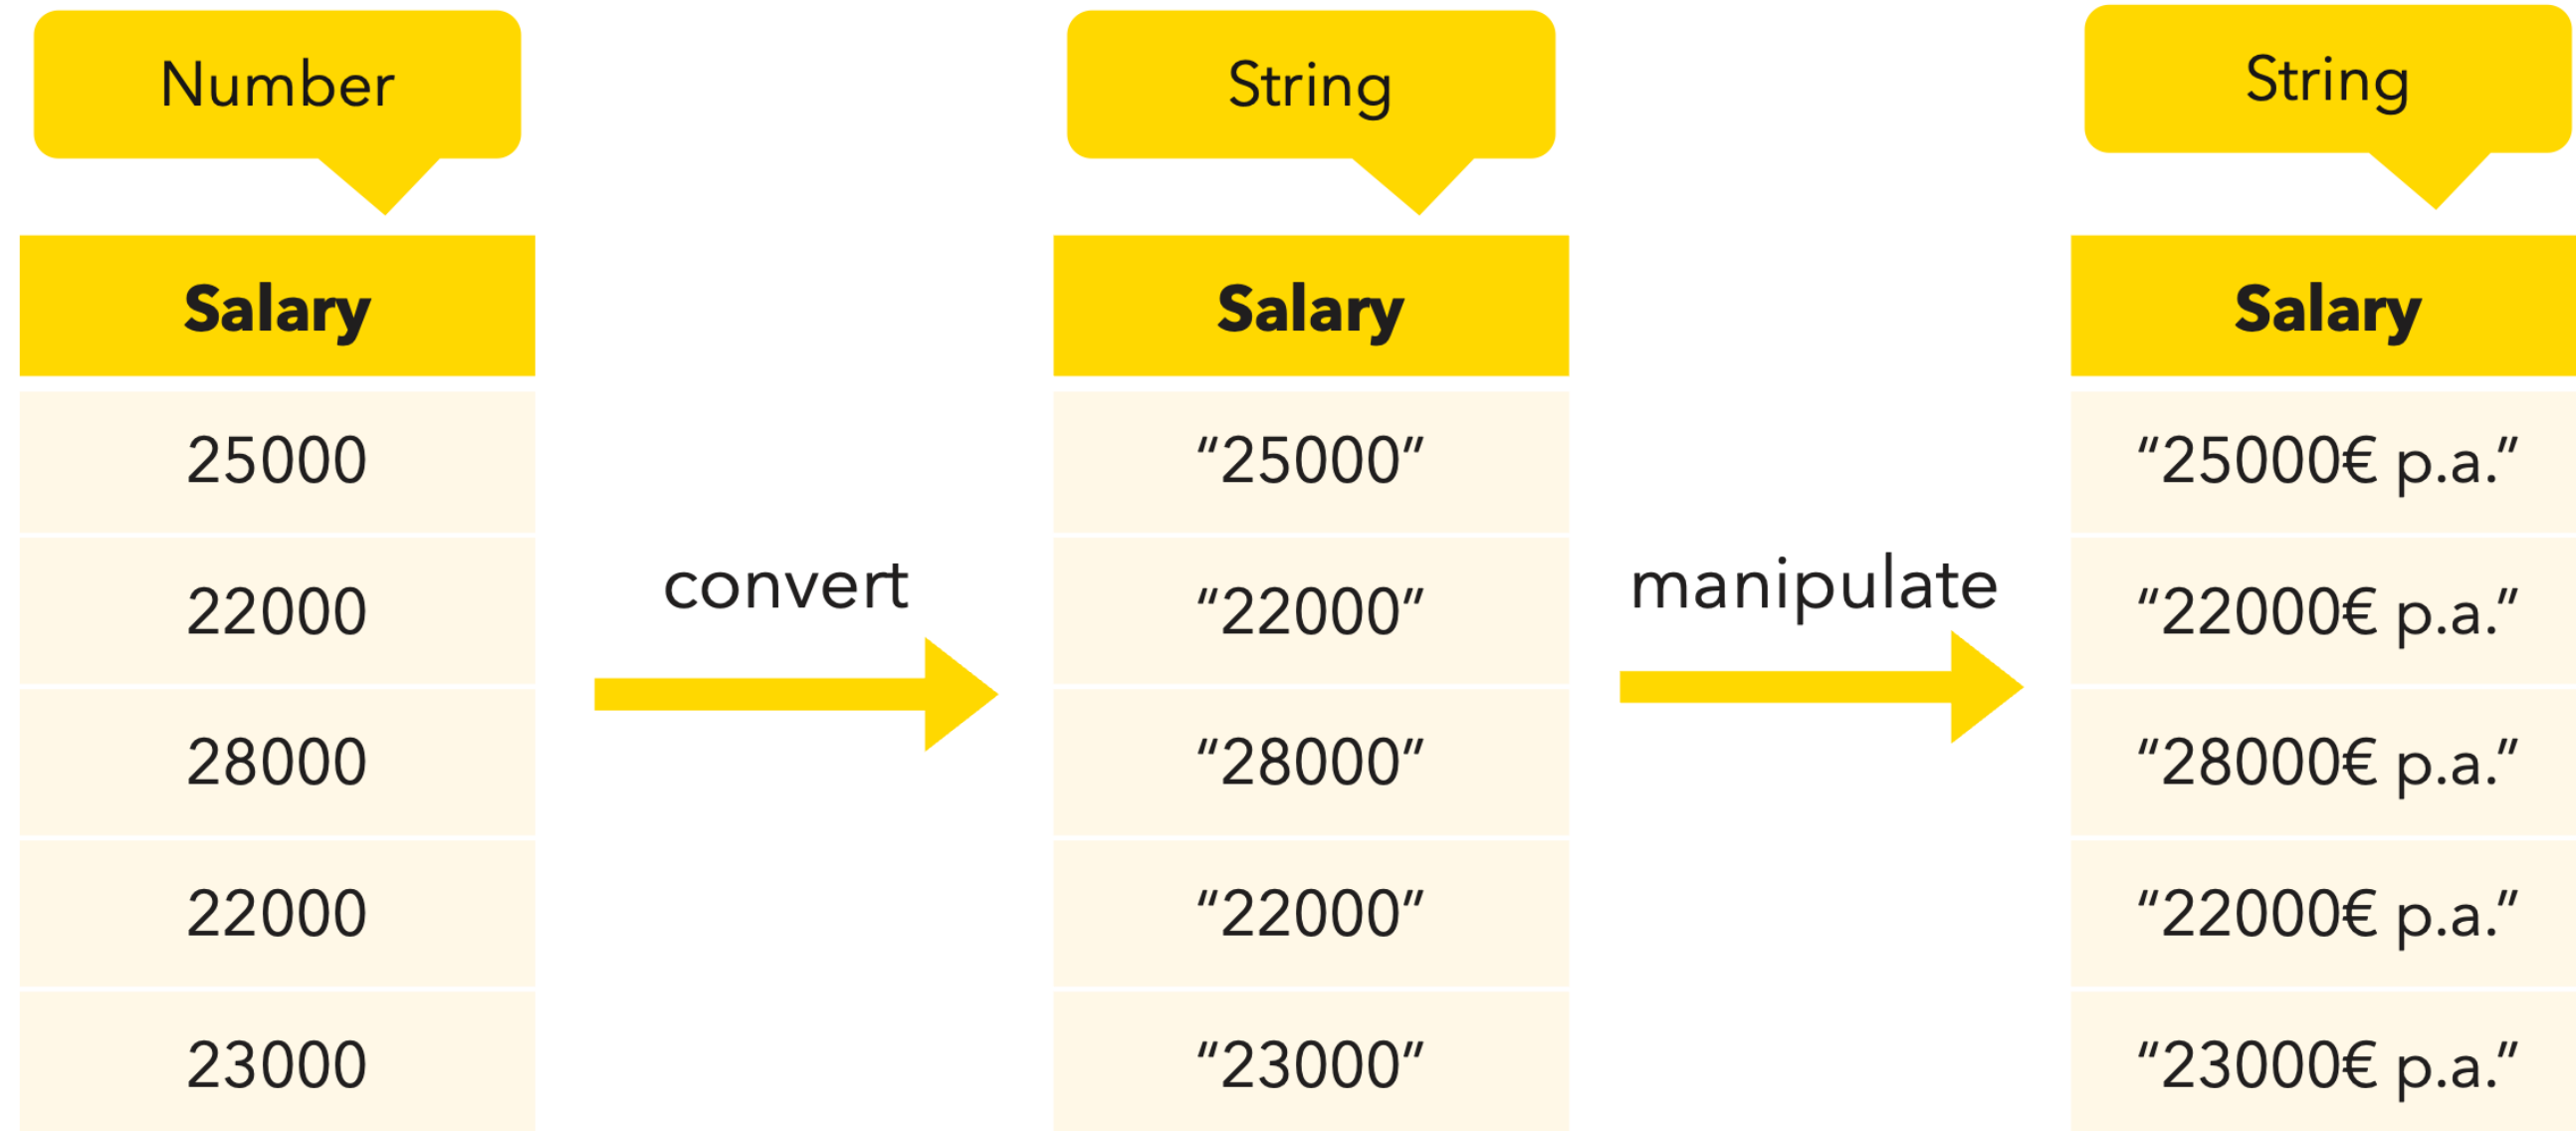 Number
String
String
Salary
Salary
Salary
25000
“25000”
“25000€ p.a.”
22000
convert
“22000”
manipulate
“22000€ p.a.”
28000
“28000”
“28000€ p.a.”
22000
“22000”
“22000€ p.a.”
23000
“23000”
“23000€ p.a.”